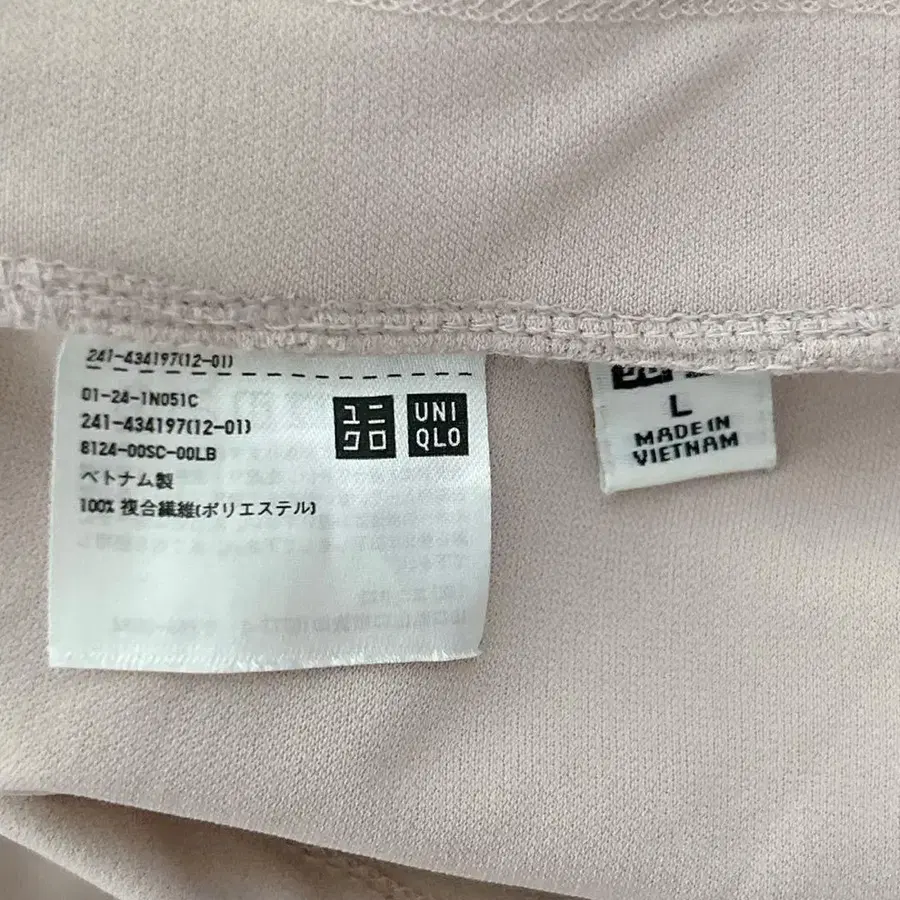 241-434197(12-01)
01-24-1N051C
241-434197(12-01)
8124-00SC-00LB
ベトナム製
100% 複合繊維(ポリエステル)
ユニ
クロ
UNI
QLO
L
MADE IN
VIETNAM